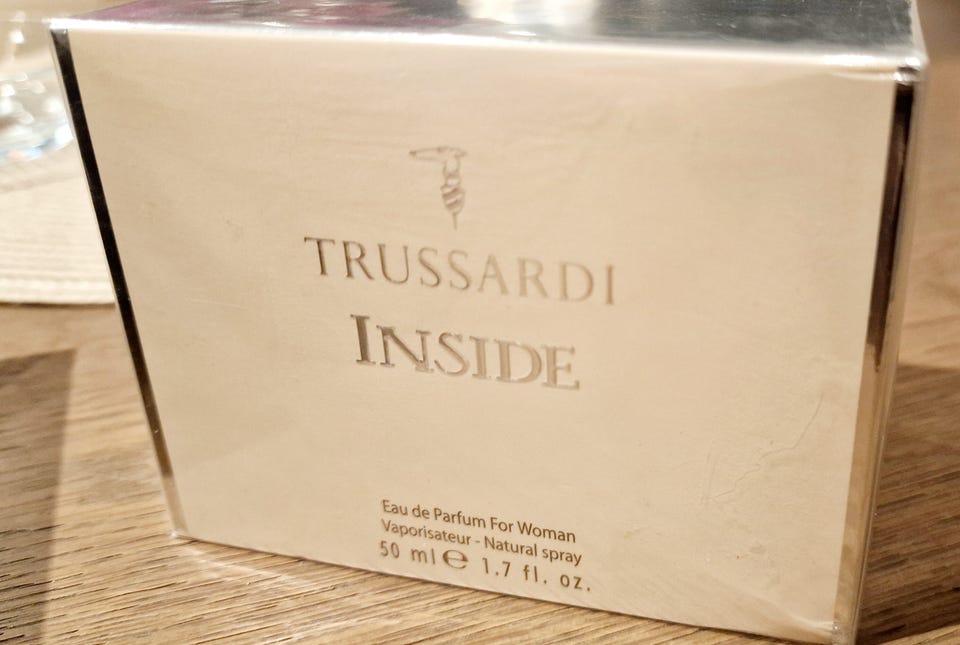 TRUSSARDI
INSIDE
Eau de Parfum For Woman
Vaporisateur - Natural spray
50 ml ℮ 1.7 fl. oz.